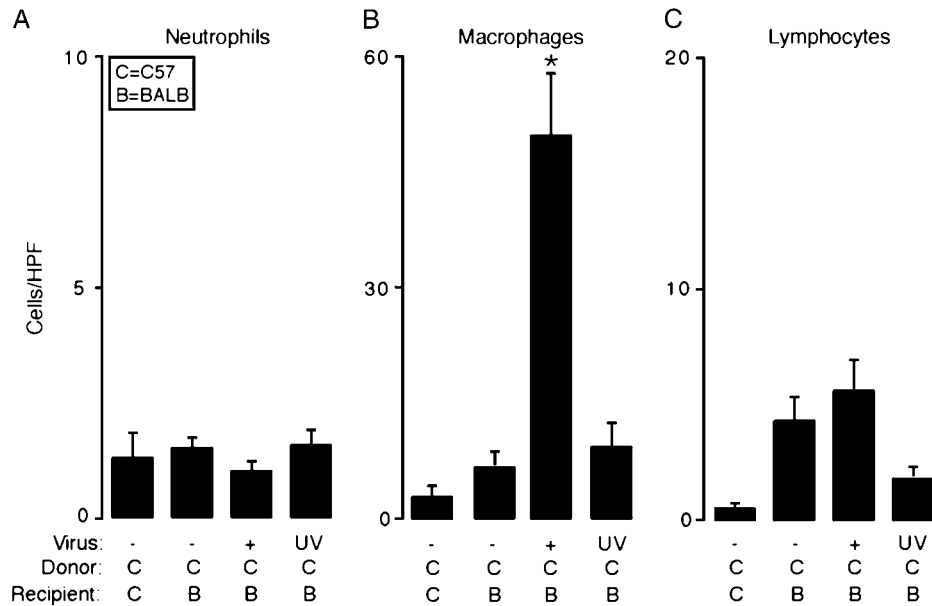 A
B
C
Neutrophils
Macrophages
Lymphocytes
10
5
0
C=C57
B=BALB
Cells/HPF
60
30
0
*
20
10
0
Virus: - - + UV - - + UV - - + UV
Donor: C C C C C C C C C C C C
Recipient: C B B B C B B B C B B B